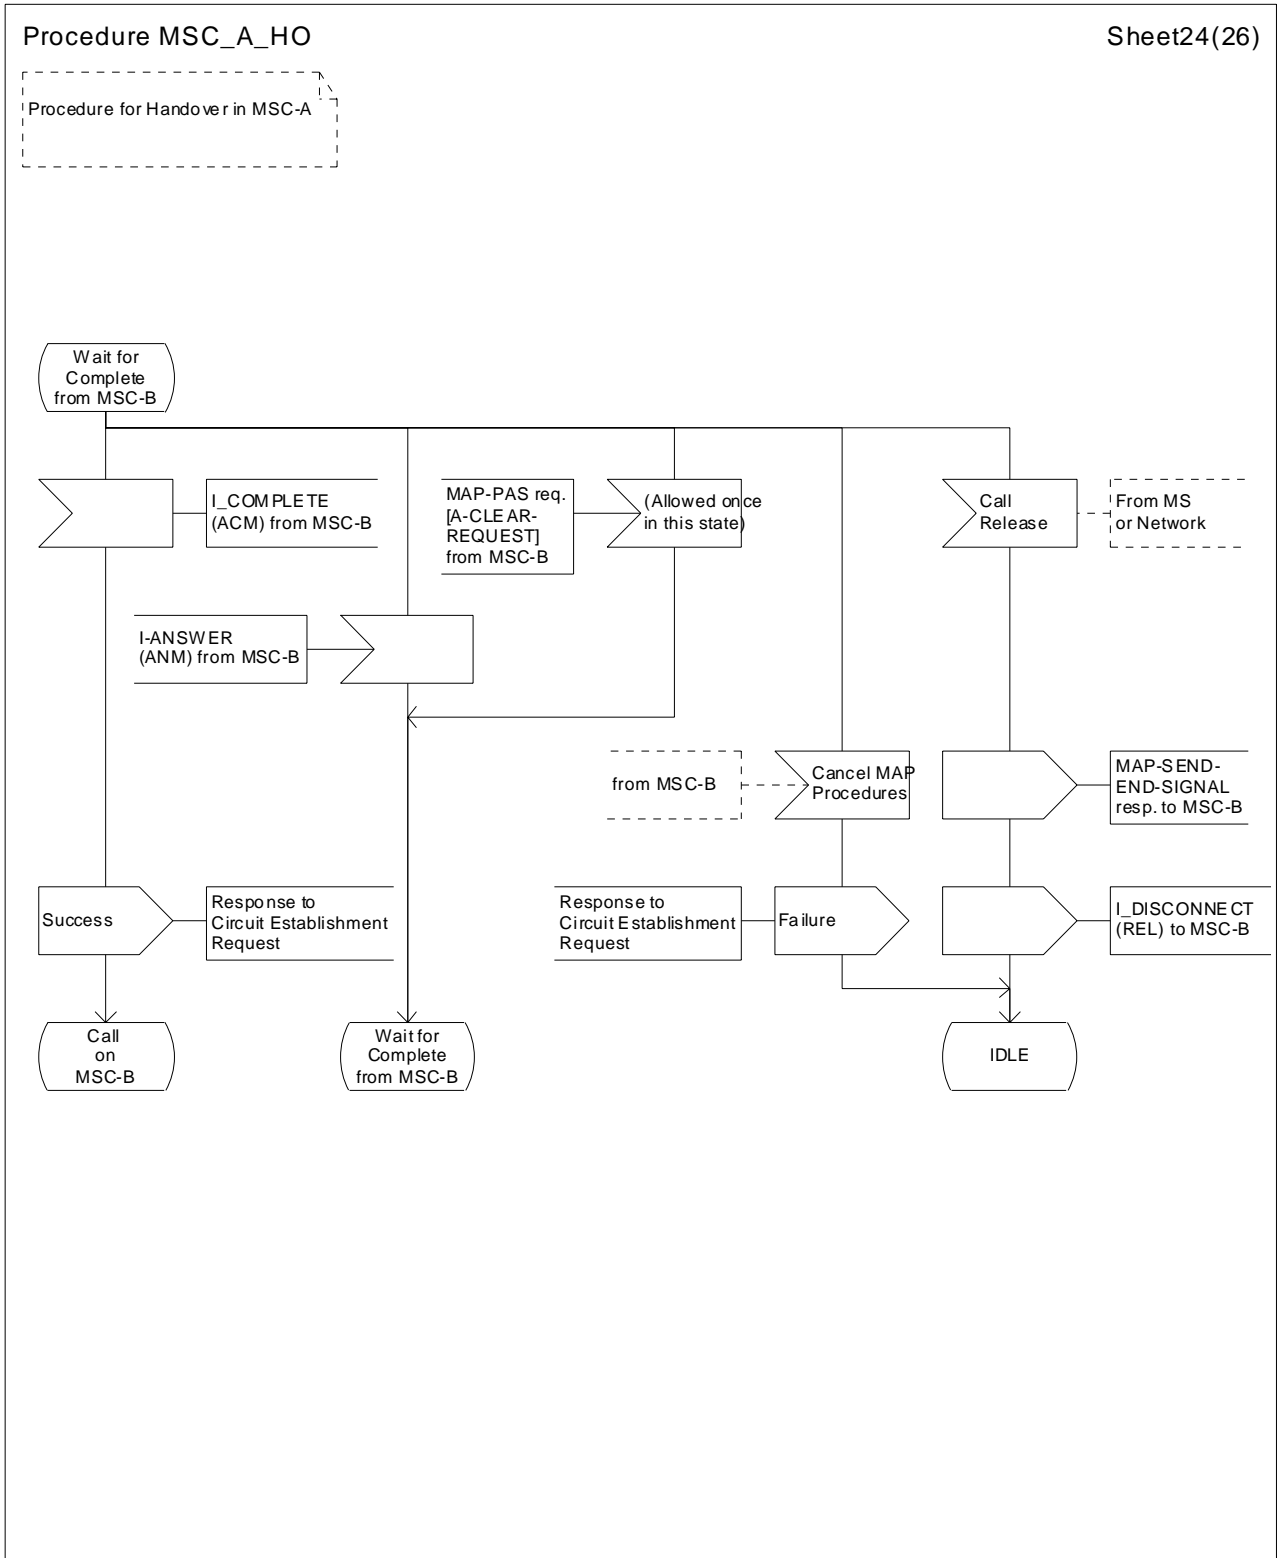 Procedure MSC_A_HO
Sheet24(26)
Procedure for Handover in MSC-A
Wait for
Complete
from MSC-B
I_COMPLETE
(ACM) from MSC-B
MAP-PAS req.
[A-CLEAR-
REQUEST]
from MSC-B
(Allowed once
in this state)
Call
Release
From MS
or Network
I-ANSWER
(ANM) from MSC-B
from MSC-B
Cancel MAP
Procedures
MAP-SEND-
END-SIGNAL
resp. to MSC-B
Success
Response to
Circuit Establishment
Request
Response to
Circuit Establishment
Request
Failure
I_DISCONNECT
(REL) to MSC-B
Call
on
MSC-B
Wait for
Complete
from MSC-B
IDLE